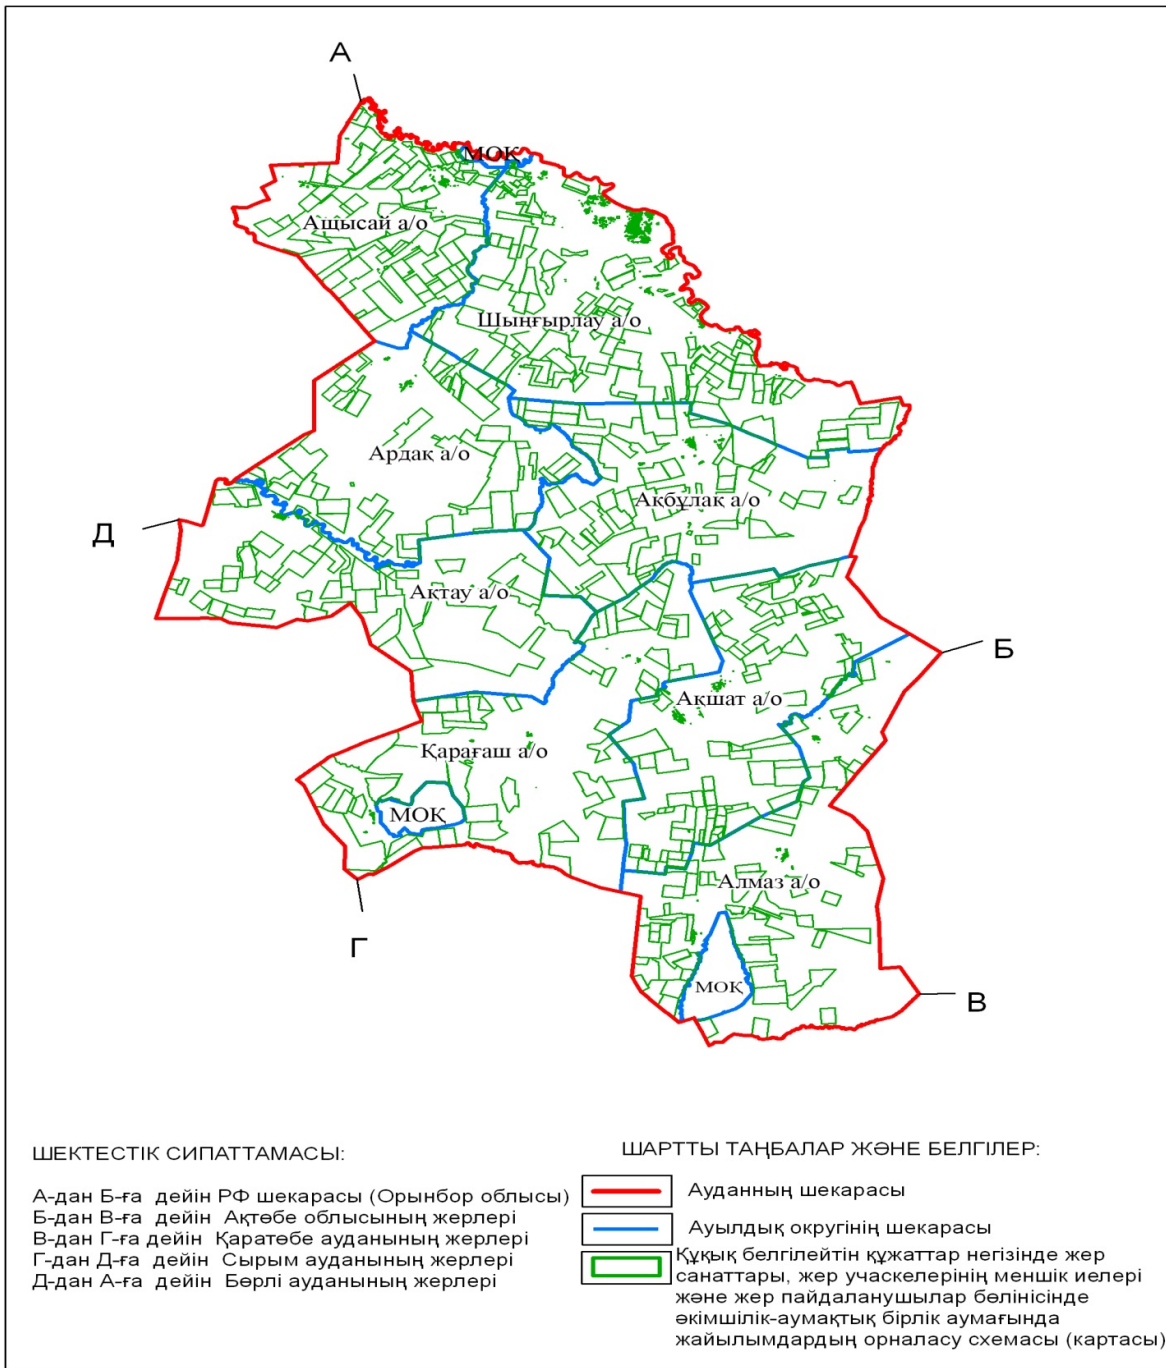 А
МОҚ
Ащысай а/о
Шыңғырлау а/о
Ардақ а/о
Ақбұлақ а/о
Д
Ақтау а/о
Б
Ақшат а/о
Қарағаш а/о
МОҚ
Алмаз а/о
Г
МОҚ
В
ШЕКТЕСТІК СИПАТТАМАСЫ:
А-дан Б-ға дейін РФ шекарасы (Орынбор облысы)
Б-дан В-ға дейін Ақтөбе облысының жерлері
В-дан Г-ға дейін Қаратөбе ауданының жерлері
Г-дан Д-ға дейін Сырым ауданының жерлері
Д-дан А-ға дейін Бөрлі ауданының жерлері
ШАРТТЫ ТАҢБАЛАР ЖӘНЕ БЕЛГІЛЕР:
Ауданның шекарасы
Ауылдық округінің шекарасы
Құқық белгілейтін құжаттар негізінде жер
санаттары, жер учаскелерінің меншік иелері
және жер пайдаланушылар бөлінісінде
әкімшілік-аумақтық бірлік аумағында
жайылымдардың орналасу схемасы (картасы)